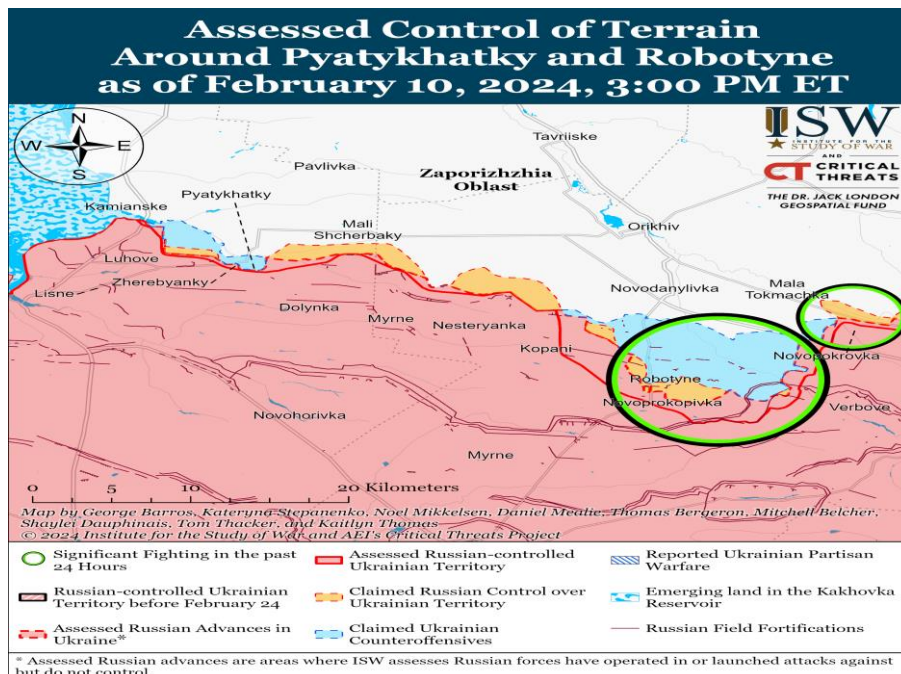 Assessed Control of Terrain
Around Pyatykhatky and Robotyne
as of February 10, 2024, 3:00 PM ET
N
W E
S
ISW
INSTITUTE FOR THE
STUDY OF WAR
AND
CT CRITICAL
THREATS
THE DR. JACK LONDON
GEOSPATIAL FUND
Tavriiske
Pavlivka
Zaporizhzhia
Oblast
Pyatykhatky
Kamianske
Mali
Shcherbaky
Orikhiv
Luhove
Zherebyanky
Lisne
Dolynka
Myrne
Nesteryanka
Novodanylivka
Mala
Tokmachka
Kopani
Novopokrovka
Robotyne
Novoprokopivka
Verbove
Novohorivka
Myrne
0 5 10 20 Kilometers
Map by George Barros, Kateryna Stepanenko, Noel Mikkelsen, Daniel Mealie, Thomas Bergeron, Mitchell Belcher,
Shaylei Dauphinais, Tom Thacker, and Kaitlyn Thomas
© 2024 Institute for the Study of War and AEI's Critical Threats Project
Significant Fighting in the past
24 Hours
Assessed Russian-controlled
Ukrainian Territory
Reported Ukrainian Partisan
Warfare
Russian-controlled Ukrainian
Territory before February 24
Claimed Russian Control over
Ukrainian Territory
Emerging land in the Kakhovka
Reservoir
Assessed Russian Advances in
Ukraine*
Claimed Ukrainian
Counteroffensives
Russian Field Fortifications
* Assessed Russian advances are areas where ISW assesses Russian forces have operated in or launched attacks against
but do not control.